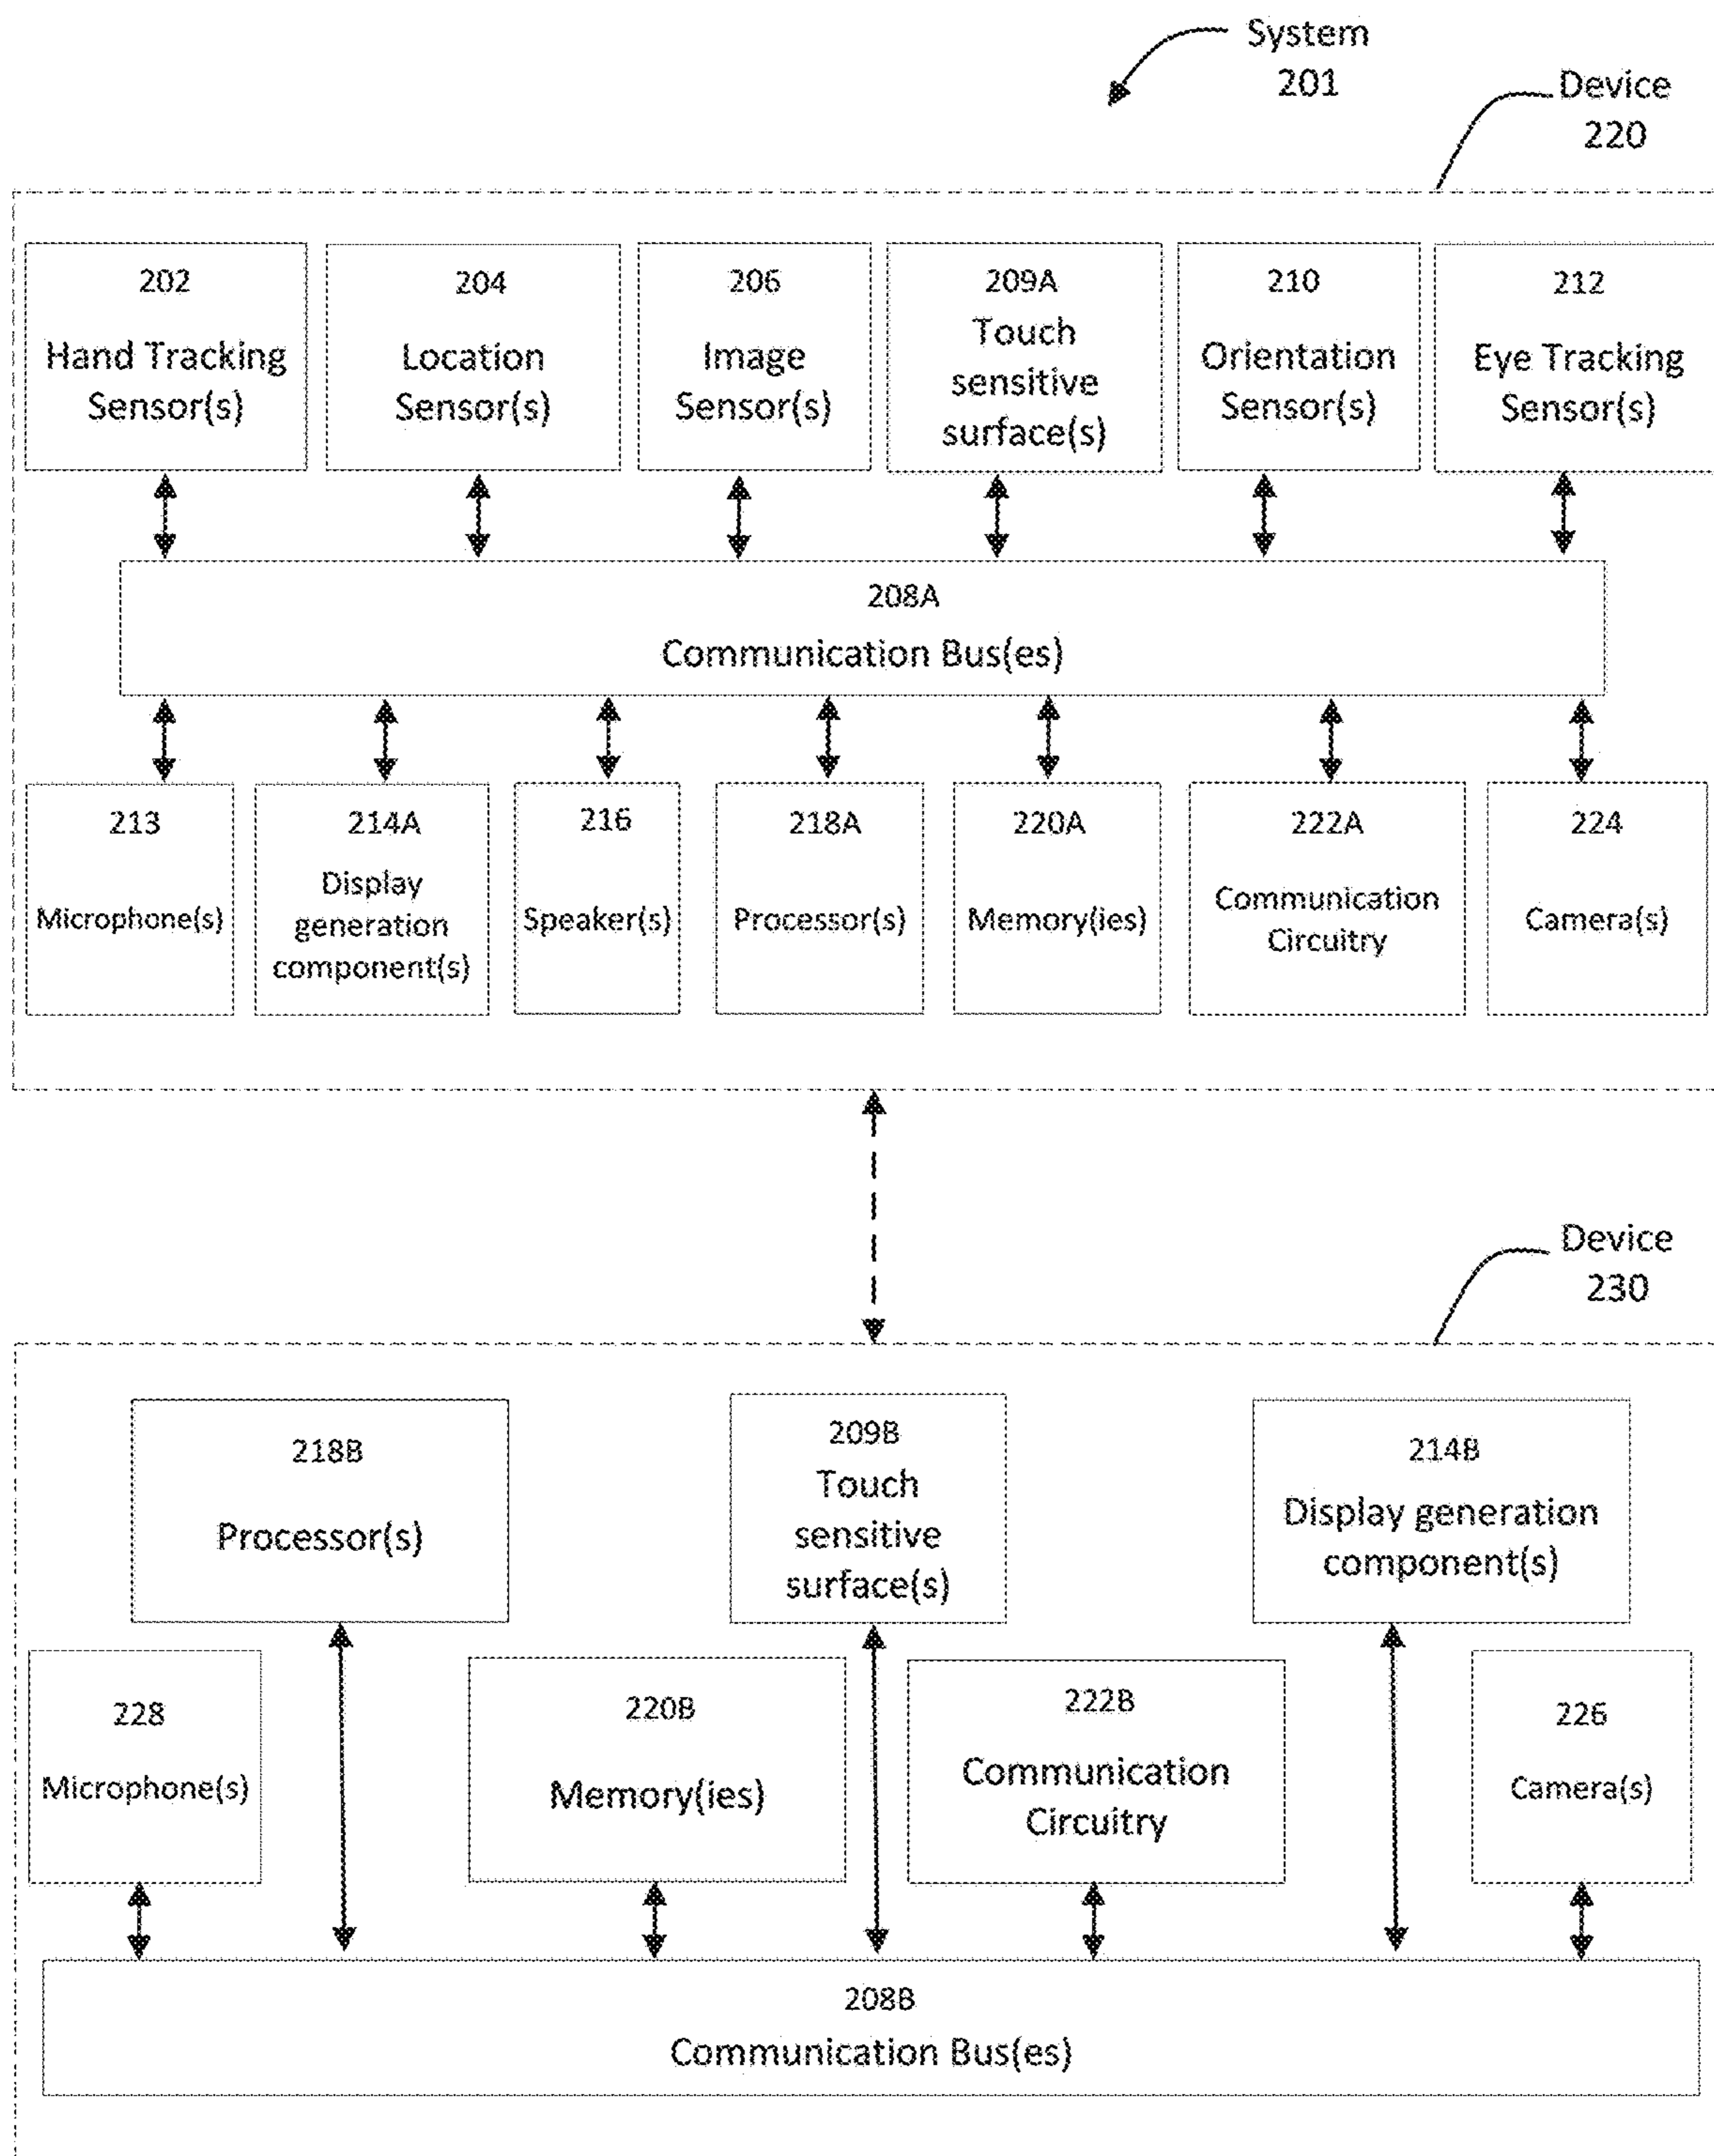 System
201
Device
220
202
Hand Tracking
Sensor(s)
204
Location
Sensor(s)
206
Image
Sensor(s)
209A
Touch
sensitive
surface(s)
210
Orientation
Sensor(s)
212
Eye Tracking
Sensor(s)
208A
Communication Bus(es)
213
Microphone(s)
214A
Display
generation
component(s)
216
Speaker(s)
218A
Processor(s)
220A
Memory(ies)
222A
Communication
Circuitry
224
Camera(s)
Device
230
218B
Processor(s)
209B
Touch
sensitive
surface(s)
214B
Display generation
component(s)
228
Microphone(s)
220B
Memory(ies)
222B
Communication
Circuitry
226
Camera(s)
208B
Communication Bus(es)